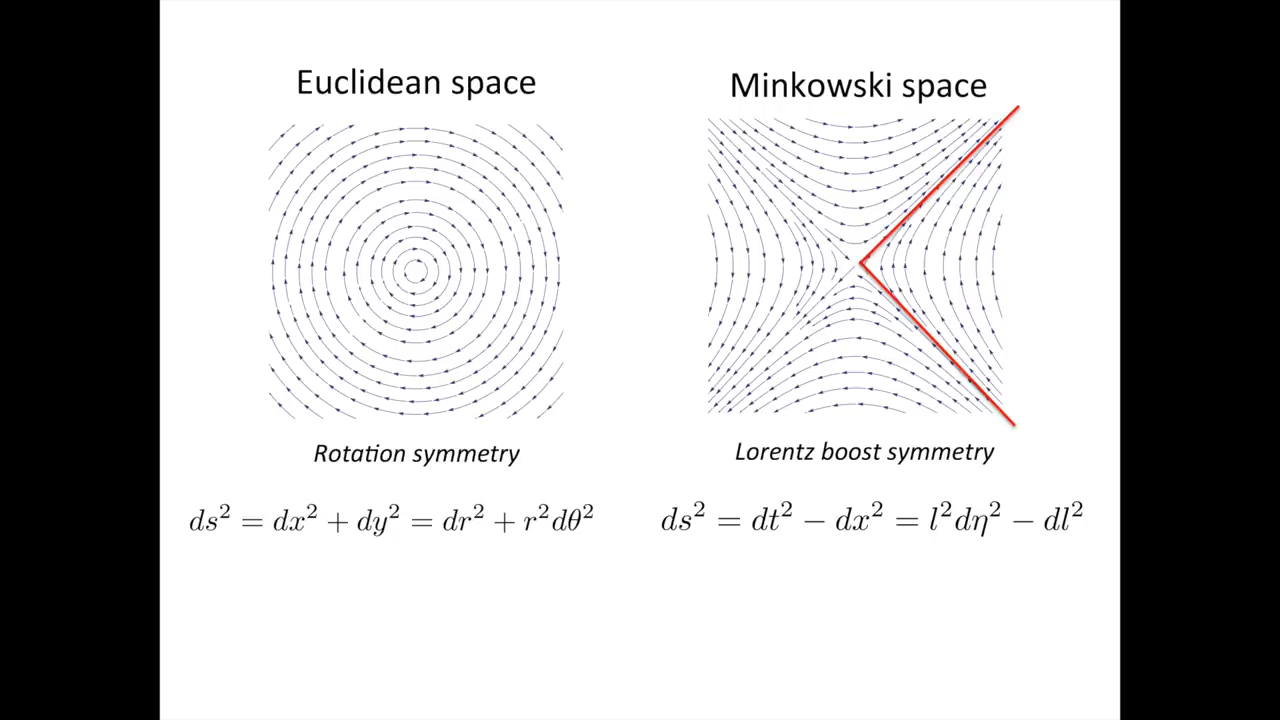 Euclidean space
Minkowski space
Rotation symmetry
Lorentz boost symmetry
ds² = dx² + dy² = dr² + r²dθ²
ds² = dt² − dx² = l²dη² − dl²